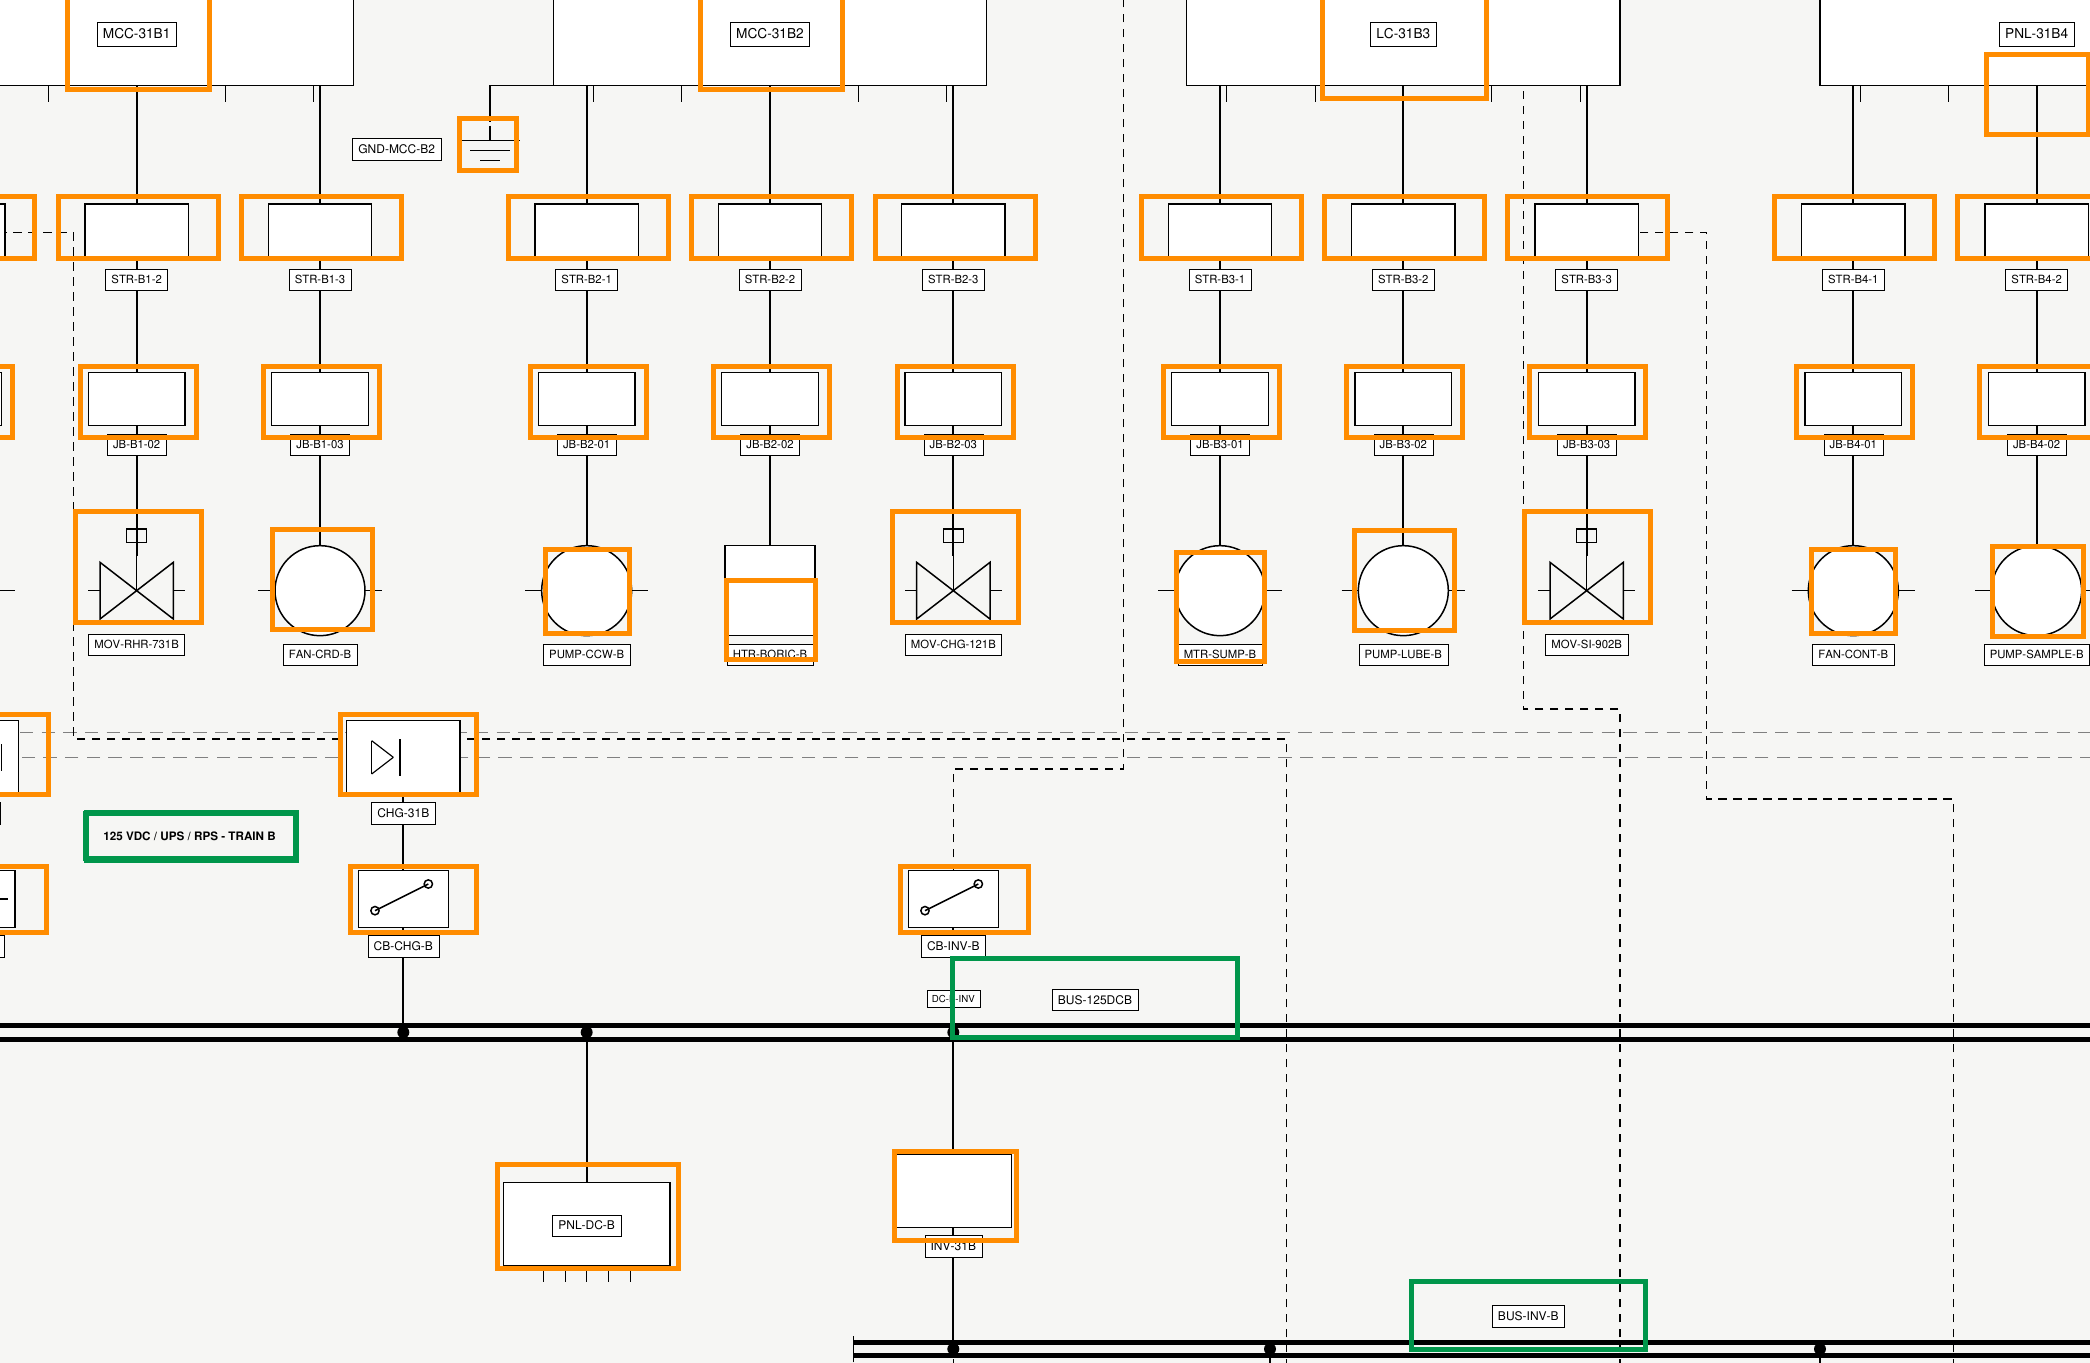 MCC-31B1
MCC-31B2
LC-31B3
PNL-31B4
GND-MCC-B2
STR-B1-2
STR-B1-3
STR-B2-1
STR-B2-2
STR-B2-3
STR-B3-1
STR-B3-2
STR-B3-3
STR-B4-1
STR-B4-2
JB-B1-02
JB-B1-03
JB-B2-01
JB-B2-02
JB-B2-03
JB-B3-01
JB-B3-02
JB-B3-03
JB-B4-01
JB-B4-02
MOV-RHR-731B
FAN-CRD-B
PUMP-CCW-B
HTR-BORIC-B
MOV-CHG-121B
MTR-SUMP-B
PUMP-LUBE-B
MOV-SI-902B
FAN-CONT-B
PUMP-SAMPLE-B
CHG-31B
125 VDC / UPS / RPS - TRAIN B
CB-CHG-B
CB-INV-B
BUS-125DCB
PNL-DC-B
INV-31B
BUS-INV-B